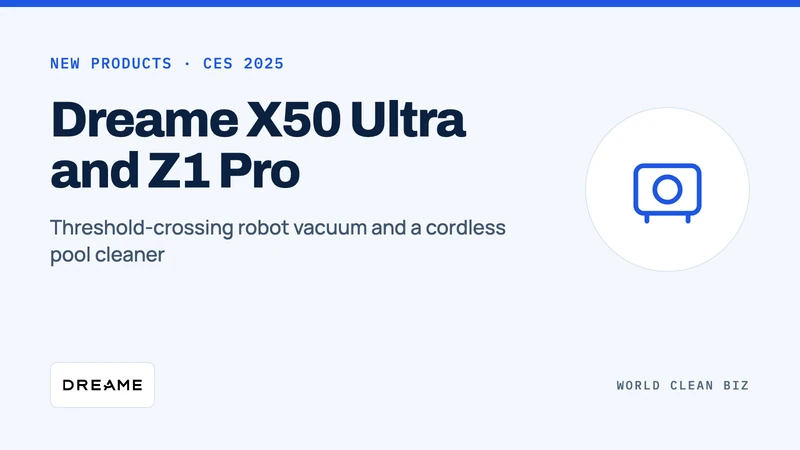 NEW PRODUCTS · CES 2025
Dreame X50 Ultra
and Z1 Pro
Threshold-crossing robot vacuum and a cordless
pool cleaner
DREAME
WORLD CLEAN BIZ